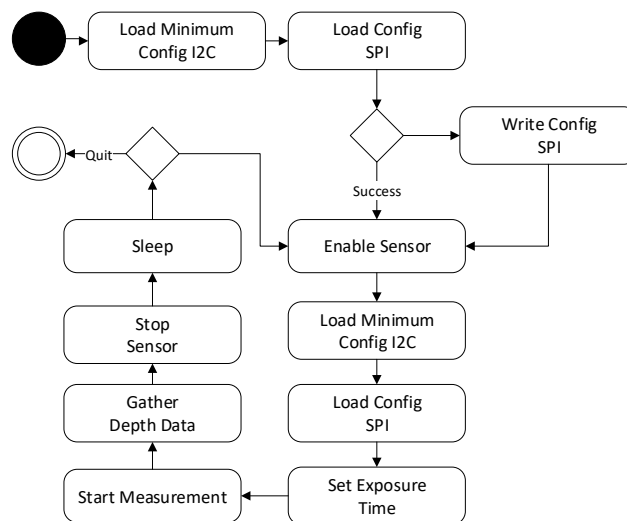 Load Minimum
Config I2C
Load Config
SPI
Write Config
SPI
Success
Quit
Enable Sensor
Sleep
Load Minimum
Config I2C
Stop
Sensor
Load Config
SPI
Gather
Depth Data
Set Exposure
Time
Start Measurement